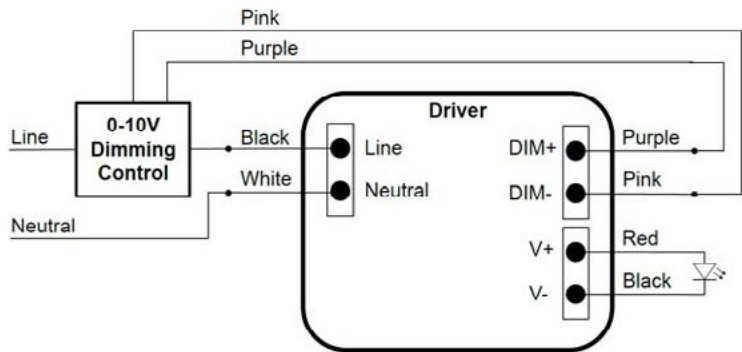 Pink
Purple
Driver
0-10V
Dimming
Control
Line
Black
Line
DIM+
Purple
White
Neutral
DIM-
Pink
Neutral
V+
Red
V-
Black